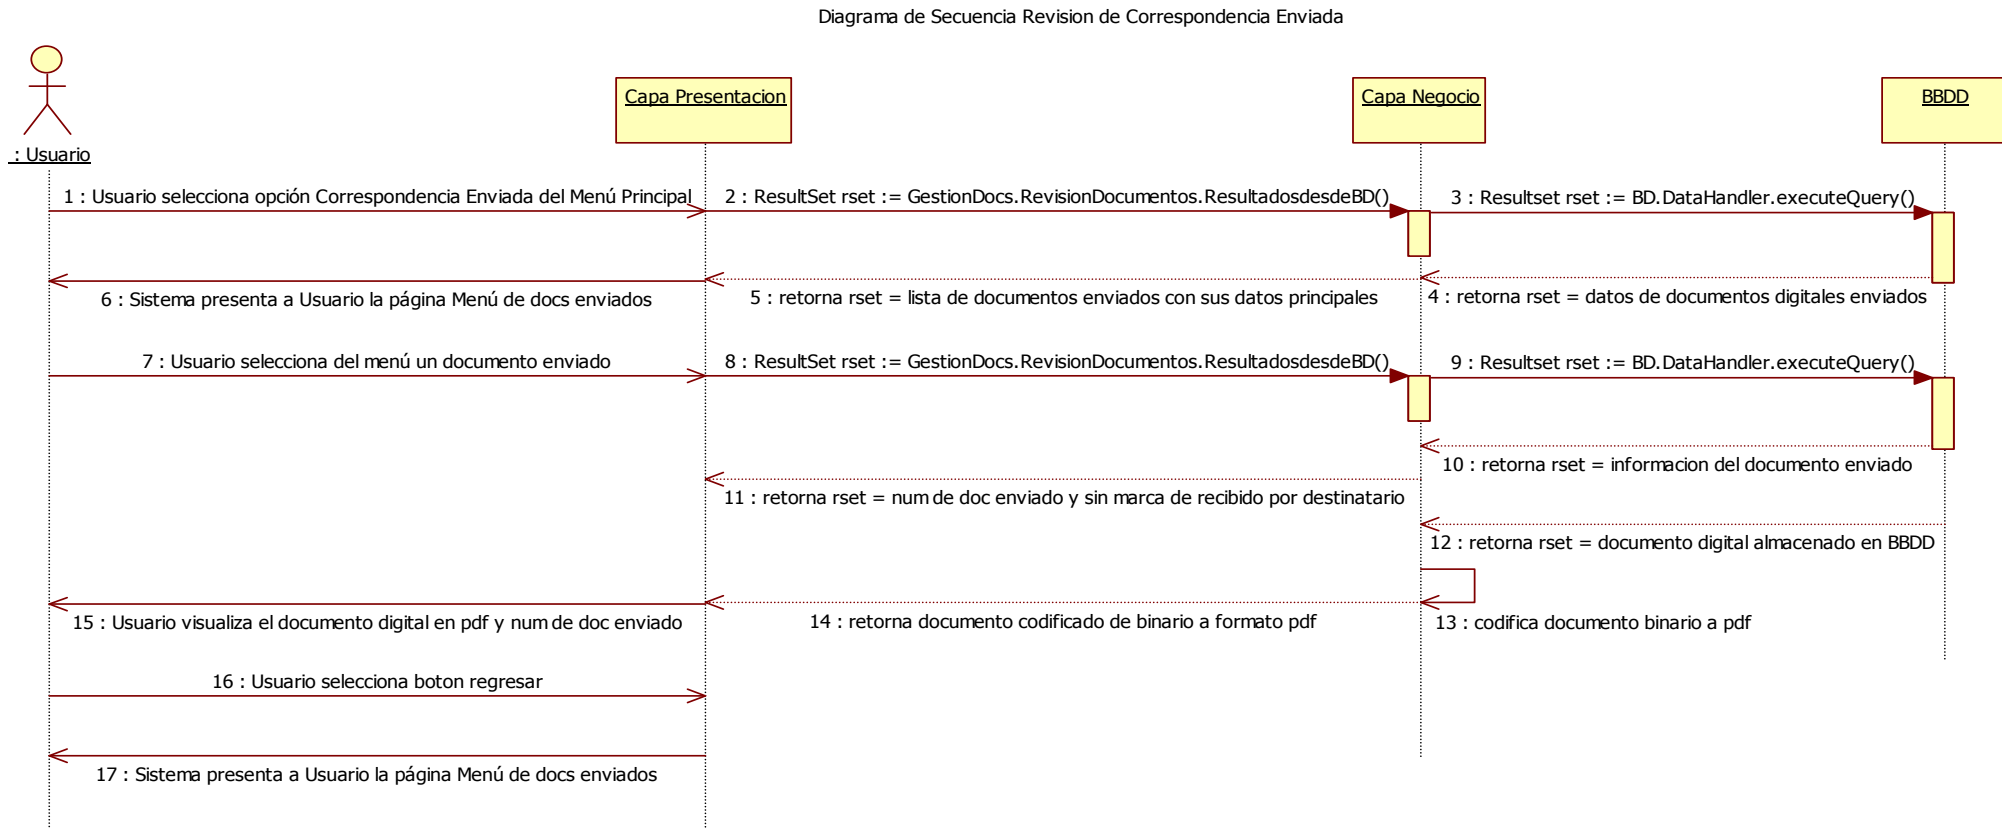 Diagrama de Secuencia Revision de Correspondencia Enviada
: Usuario
Capa Presentacion
Capa Negocio
BBDD
1 : Usuario selecciona opción Correspondencia Enviada del Menú Principal
2 : ResultSet rset := GestionDocs.RevisionDocumentos.ResultadosdesdeBD()
3 : Resultset rset := BD.DataHandler.executeQuery()
4 : retorna rset = datos de documentos digitales enviados
5 : retorna rset = lista de documentos enviados con sus datos principales
6 : Sistema presenta a Usuario la página Menú de docs enviados
7 : Usuario selecciona del menú un documento enviado
8 : ResultSet rset := GestionDocs.RevisionDocumentos.ResultadosdesdeBD()
9 : Resultset rset := BD.DataHandler.executeQuery()
10 : retorna rset = informacion del documento enviado
11 : retorna rset = num de doc enviado y sin marca de recibido por destinatario
12 : retorna rset = documento digital almacenado en BBDD
13 : codifica documento binario a pdf
14 : retorna documento codificado de binario a formato pdf
15 : Usuario visualiza el documento digital en pdf y num de doc enviado
16 : Usuario selecciona boton regresar
17 : Sistema presenta a Usuario la página Menú de docs enviados